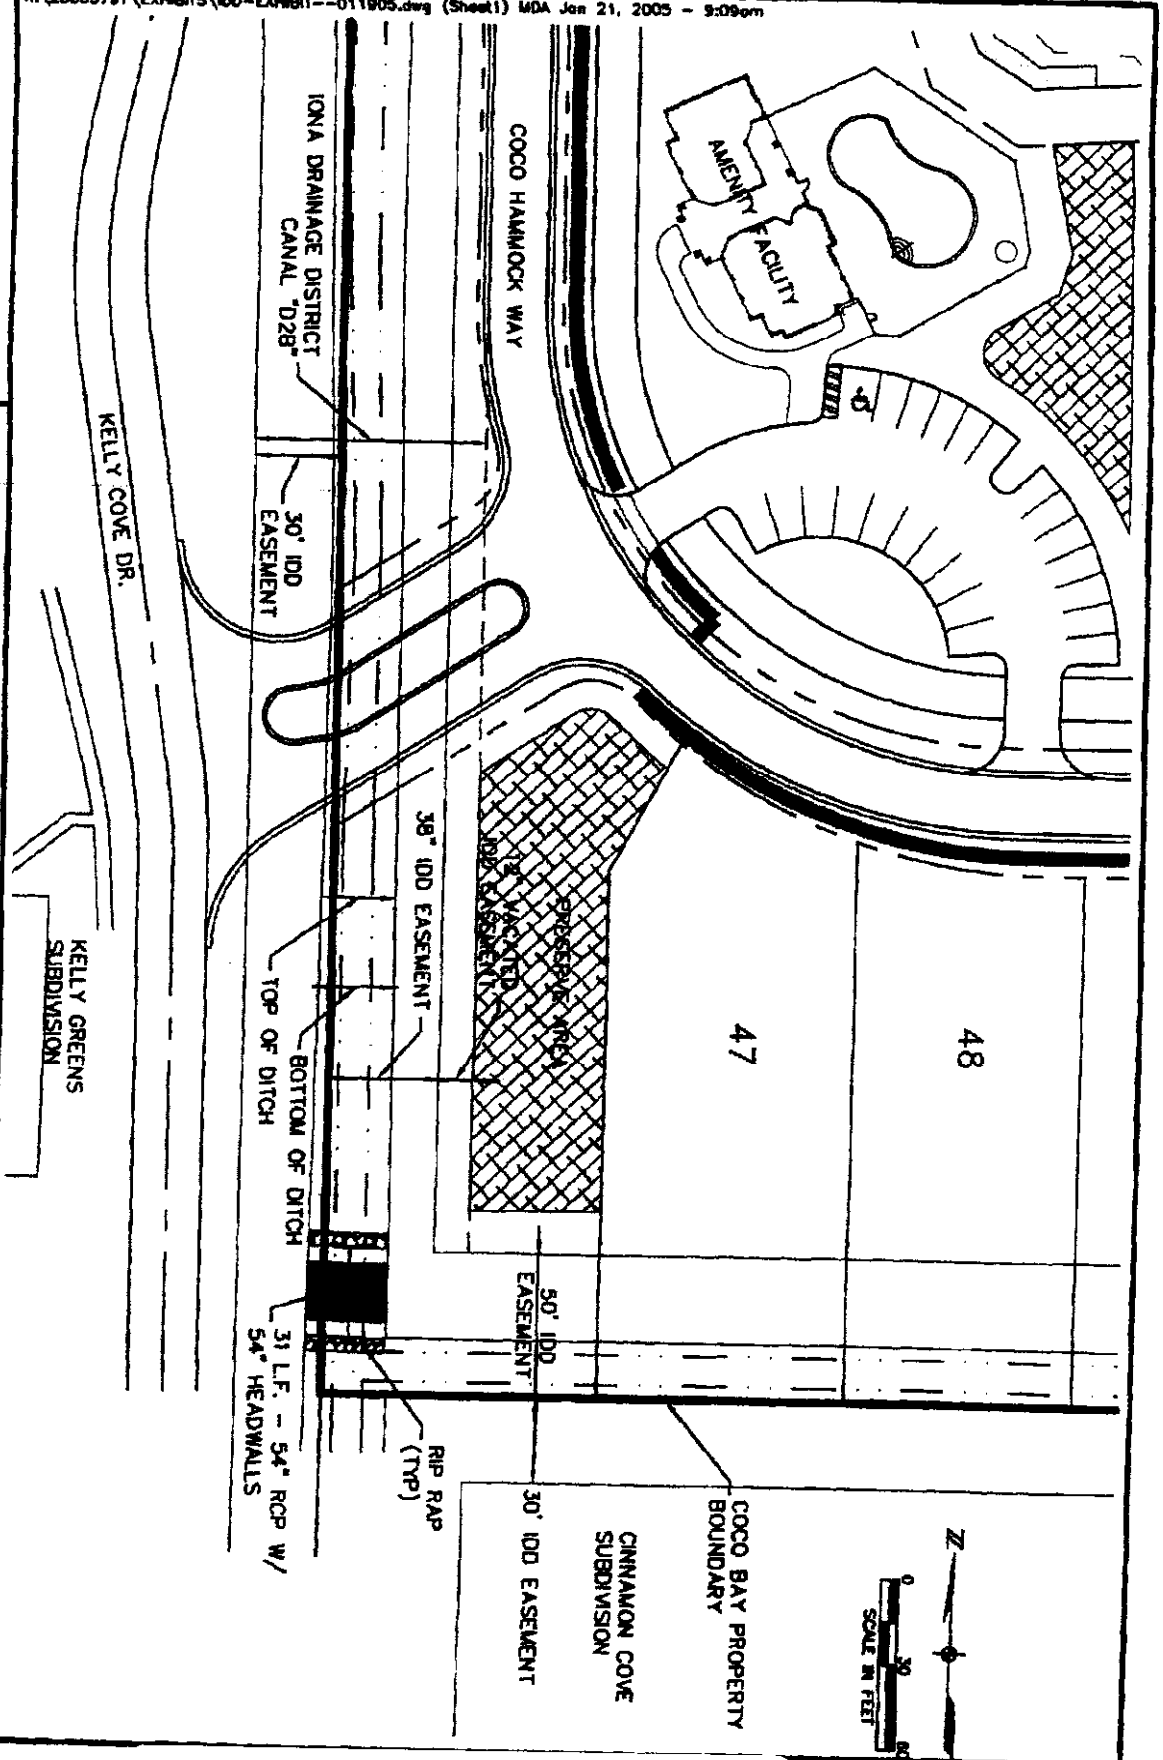 (Sheet1) MDA Jan 21, 2005 - 9:09am
AMENITY FACILITY
COCO HAMMOCK WAY
IONA DRAINAGE DISTRICT
CANAL "D28"
KELLY COVE DR.
30' IDD
EASEMENT
38' IDD EASEMENT
12' VACATED
IDD EASEMENT
PRESERVE AREA
47
48
TOP OF DITCH
BOTTOM OF DITCH
KELLY GREENS
SUBDIVISION
50' IDD
EASEMENT
31 L.F. - 54" RCP W/
54" HEADWALLS
RIP RAP
(TYP)
30' IDD EASEMENT
COCO BAY PROPERTY
BOUNDARY
CINNAMON COVE
SUBDIVISION
N
0 30 60
SCALE IN FEET